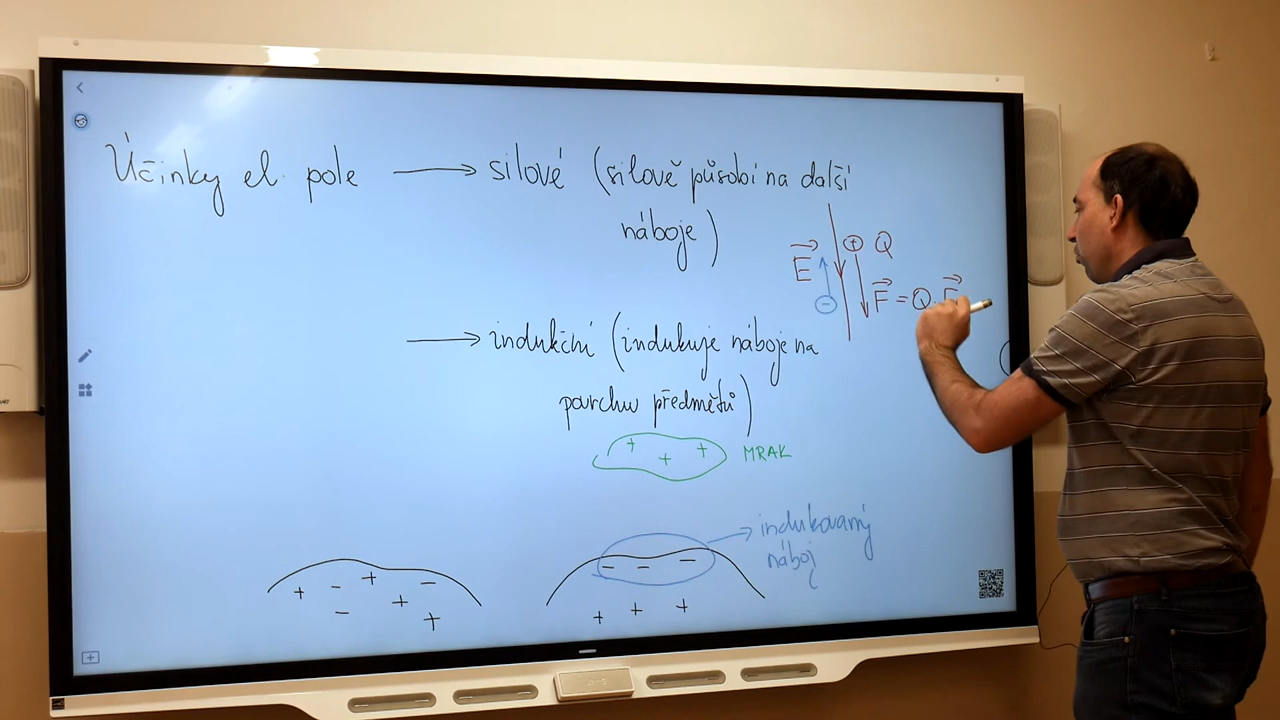 Účinky el. pole → silové (silově působí na další
náboje)
E + Q
- F = Q. E
→ indukční (indukuje náboje na
povrchu předmětů)
+ + + MRAK
indukovaný
náboj
+ - + -
- + +
- - -
+ + +